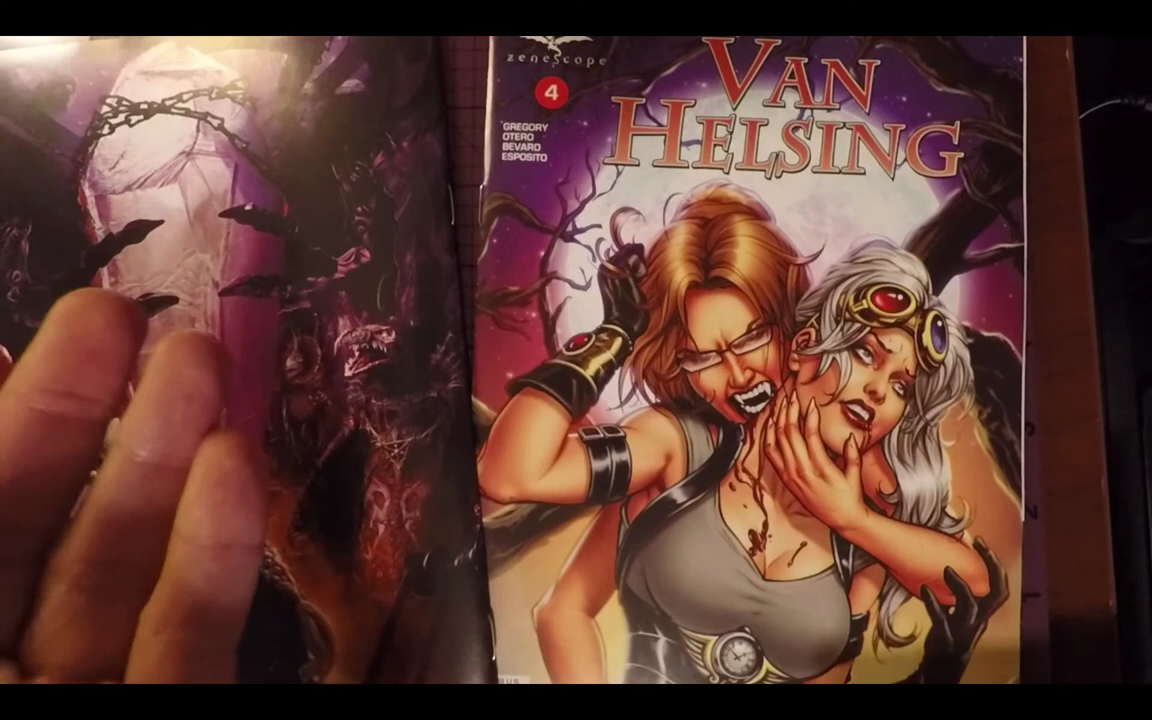 zenescope
4
GREGORY
OTERO
BEVARD
ESPOSITO
VAN
HELSING